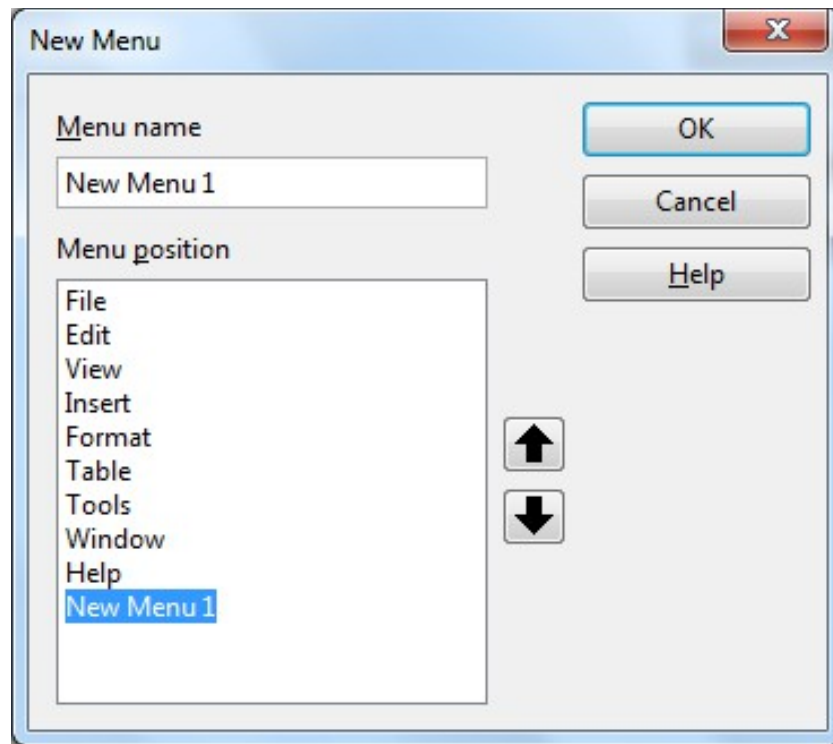 New Menu
Menu name
New Menu 1
Menu position
File
Edit
View
Insert
Format
Table
Tools
Window
Help
New Menu 1
OK
Cancel
Help